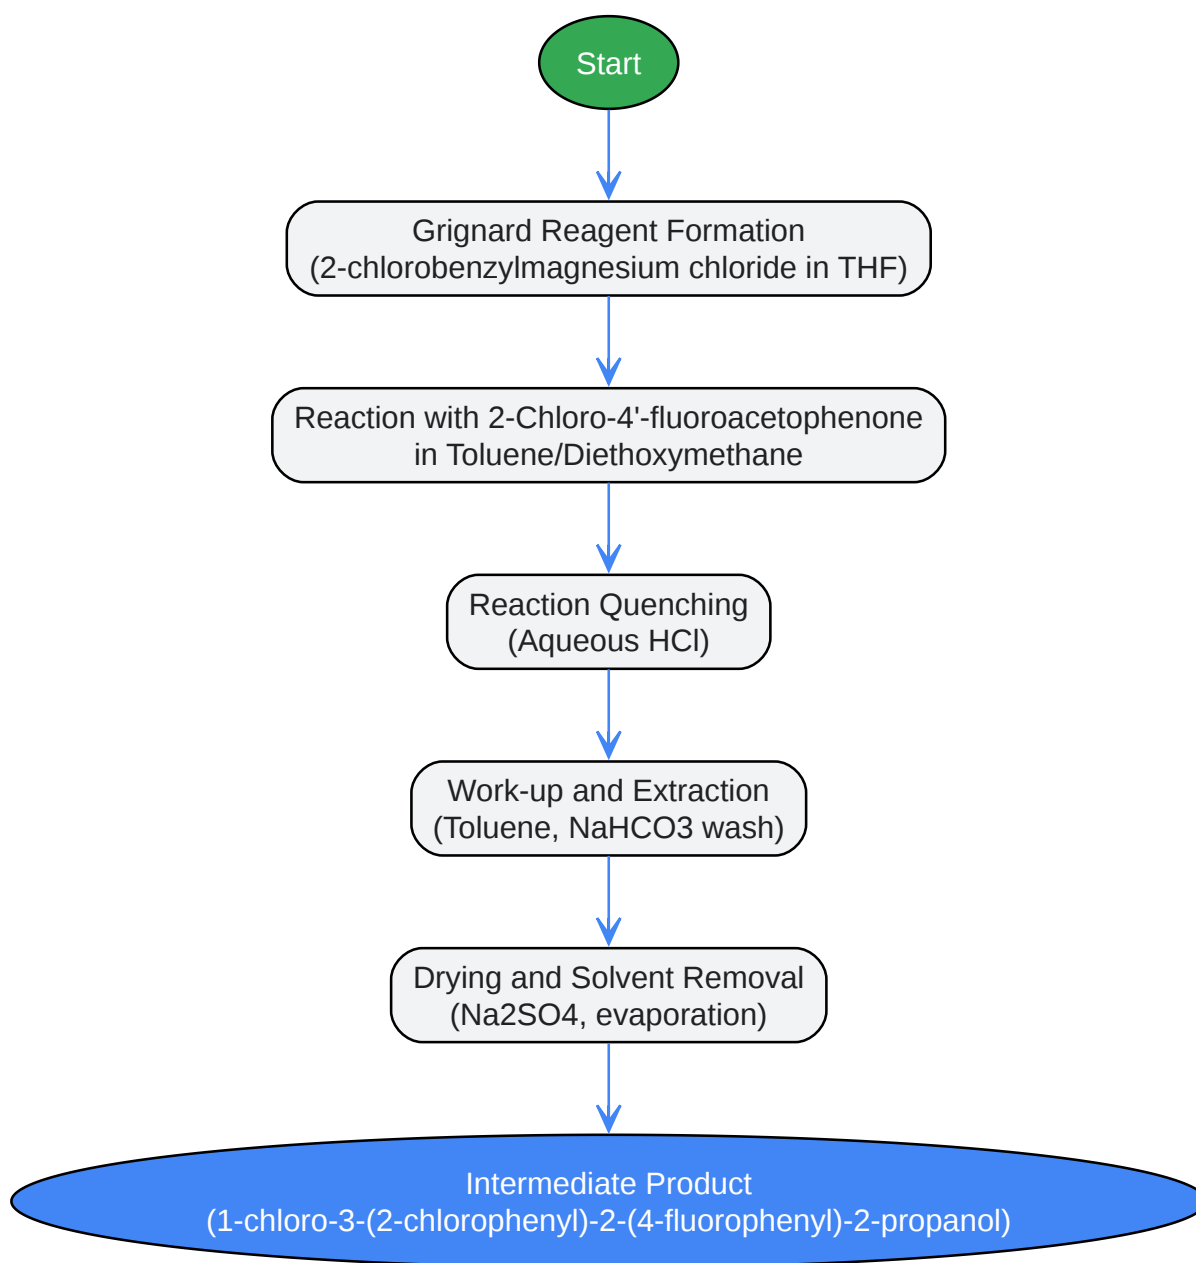 Start
Grignard Reagent Formation
(2-chlorobenzylmagnesium chloride in THF)
Reaction with 2-Chloro-4'-fluoroacetophenone
in Toluene/Diethoxymethane
Reaction Quenching
(Aqueous HCl)
Work-up and Extraction
(Toluene, NaHCO3 wash)
Drying and Solvent Removal
(Na2SO4, evaporation)
Intermediate Product
(1-chloro-3-(2-chlorophenyl)-2-(4-fluorophenyl)-2-propanol)